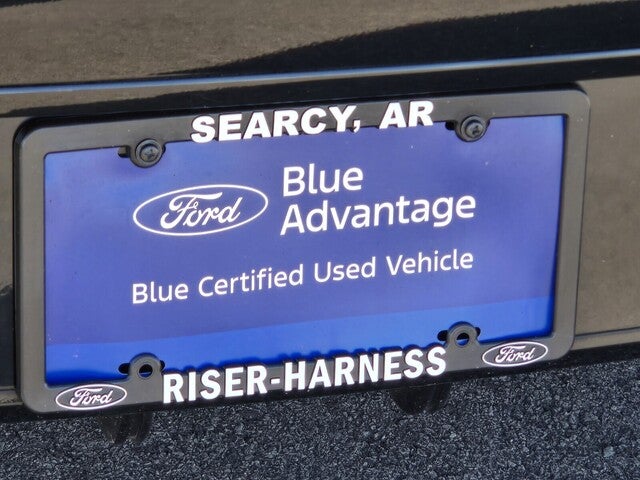 SEARCY, AR
Ford
Blue
Advantage
Blue Certified Used Vehicle
Ford
RISER-HARNESS
Ford